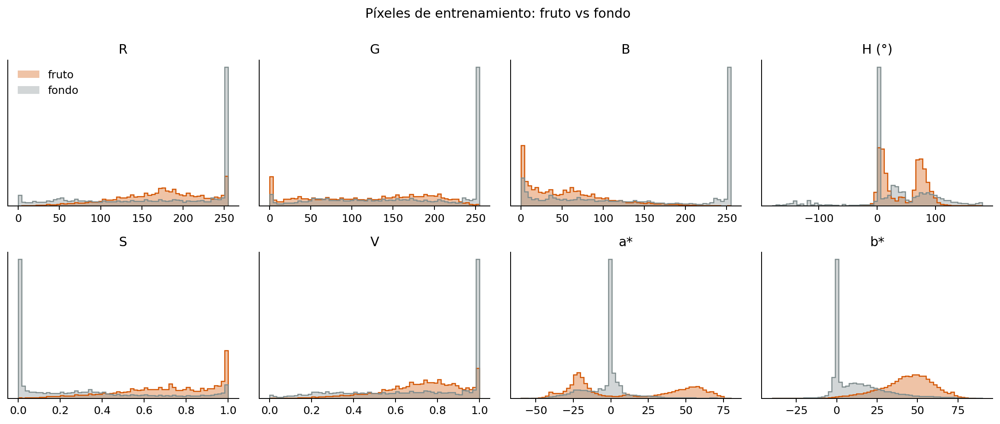 Píxeles de entrenamiento: fruto vs fondo
R
G
B
H (°)
fruto
fondo
0 50 100 150 200 250
0 50 100 150 200 250
0 50 100 150 200 250
−100 0 100
S
V
a*
b*
0.0 0.2 0.4 0.6 0.8 1.0
0.0 0.2 0.4 0.6 0.8 1.0
−50 −25 0 25 50 75
−25 0 25 50 75